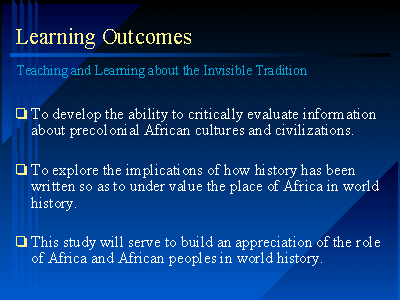 Learning Outcomes
Teaching and Learning about the Invisible Tradition
To develop the ability to critically evaluate information
about precolonial African cultures and civilizations.
To explore the implications of how history has been
written so as to under value the place of Africa in world
history.
This study will serve to build an appreciation of the role
of Africa and African peoples in world history.